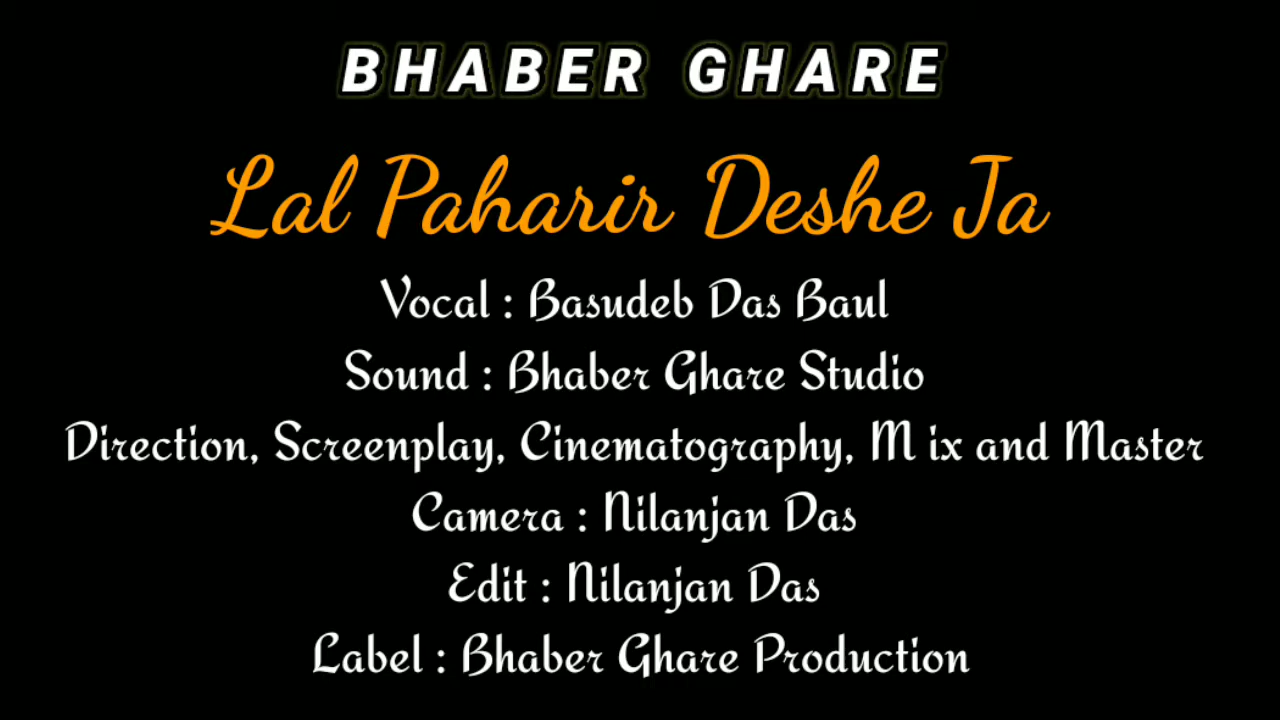 BHABER GHARE
Lal Paharir Deshe Ja
Vocal : Basudeb Das Baul
Sound : Bhaber Ghare Studio
Direction, Screenplay, Cinematography, M ix and Master
Camera : Nilanjan Das
Edit : Nilanjan Das
Label : Bhaber Ghare Production